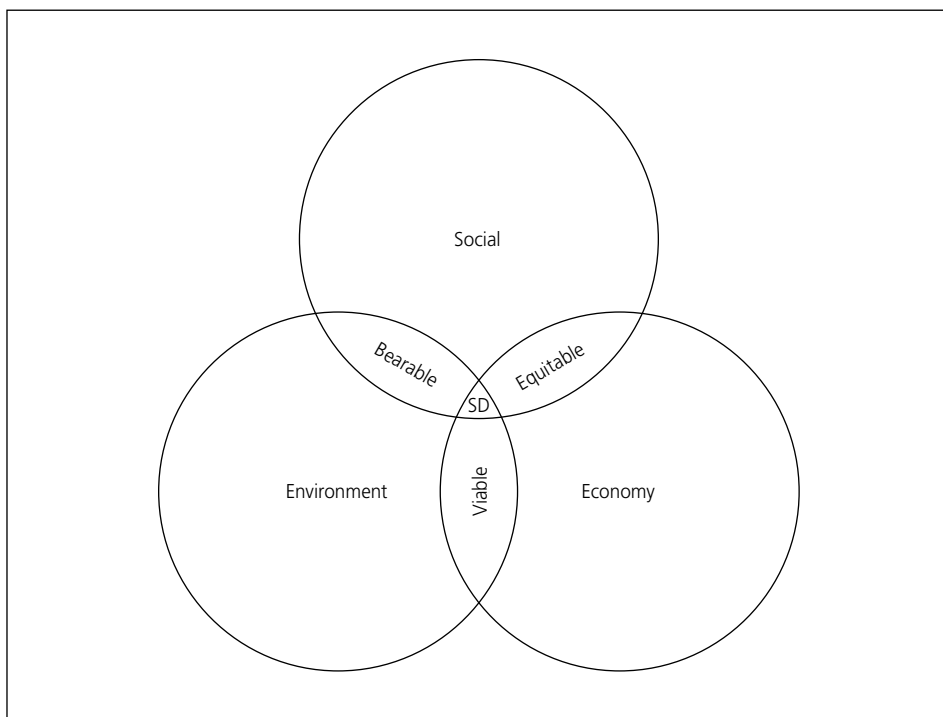 Social
Bearable
Equitable
SD
Environment
Viable
Economy